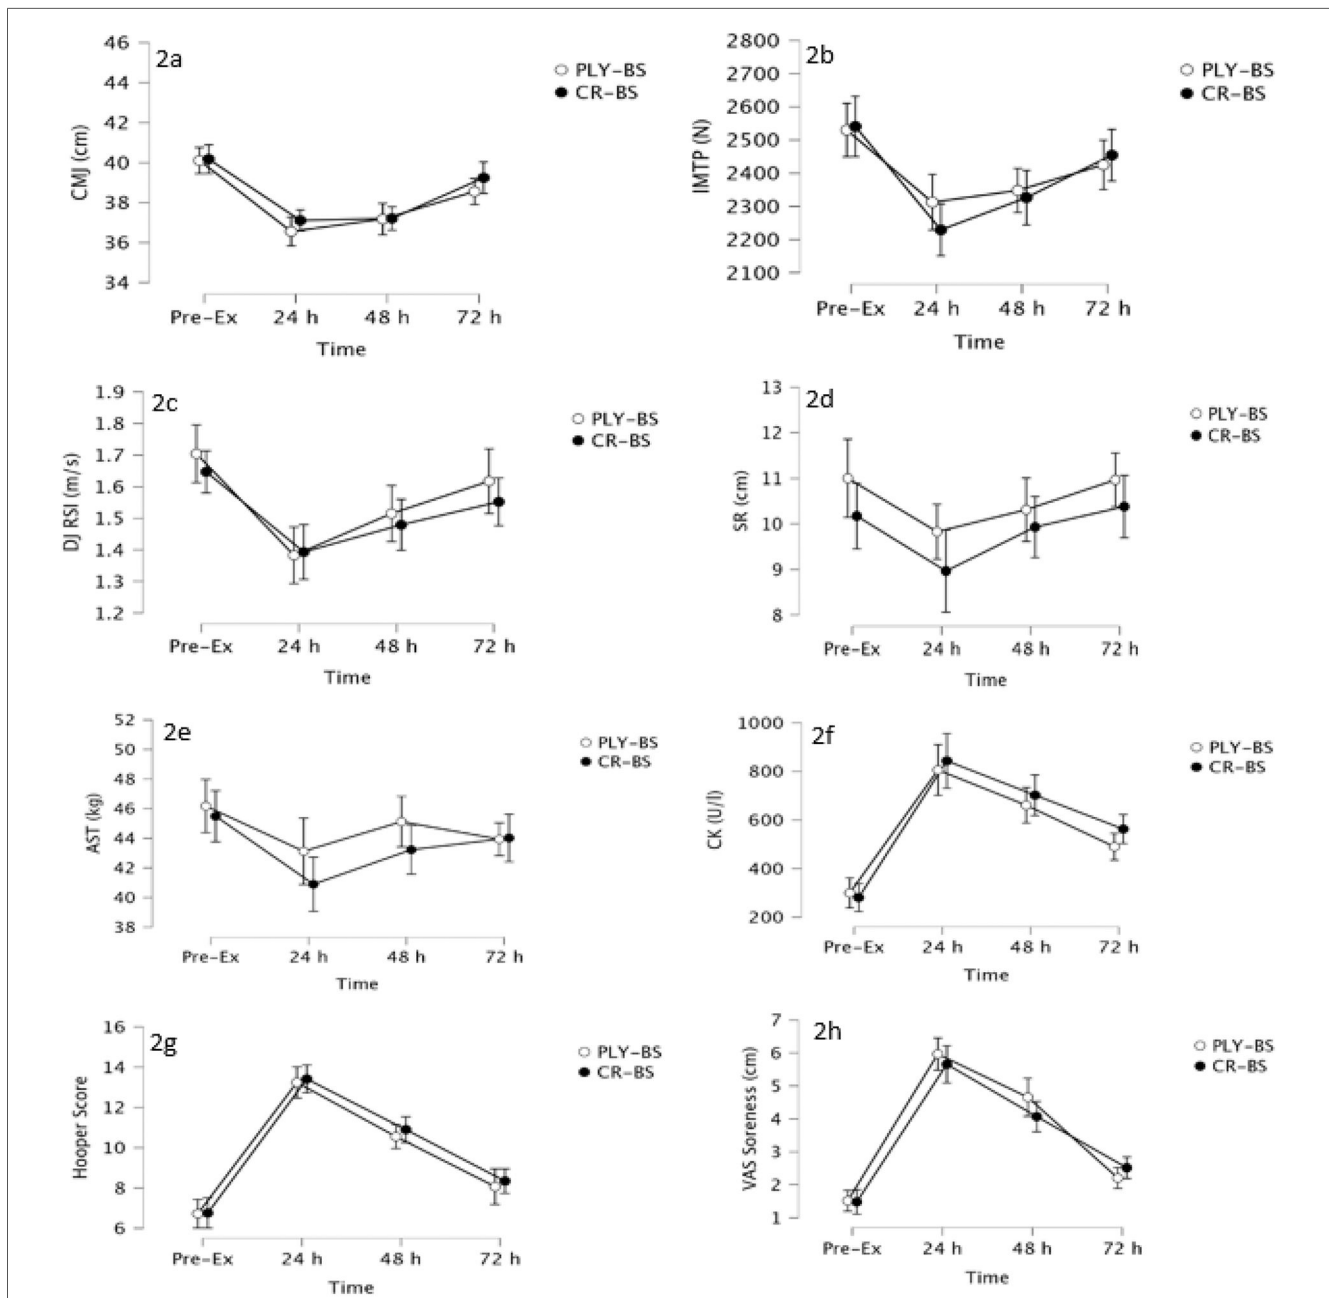 2a
CMJ (cm)
46
44
42
40
38
36
34
PLY-BS
CR-BS
Pre-Ex 24 h 48 h 72 h
Time
2b
IMTP (N)
2800
2700
2600
2500
2400
2300
2200
2100
PLY-BS
CR-BS
Pre-Ex 24 h 48 h 72 h
Time
2c
DJ RSI (m/s)
1.9
1.8
1.7
1.6
1.5
1.4
1.3
1.2
PLY-BS
CR-BS
Pre-Ex 24 h 48 h 72 h
Time
2d
SR (cm)
13
12
11
10
9
8
PLY-BS
CR-BS
Pre-Ex 24 h 48 h 72 h
Time
2e
AST (kg)
52
50
48
46
44
42
40
38
PLY-BS
CR-BS
Pre-Ex 24 h 48 h 72 h
Time
2f
CK (U/l)
1000
800
600
400
200
PLY-BS
CR-BS
Pre-Ex 24 h 48 h 72 h
Time
2g
Hooper Score
16
14
12
10
8
6
PLY-BS
CR-BS
Pre-Ex 24 h 48 h 72 h
Time
2h
VAS Soreness (cm)
7
6
5
4
3
2
1
PLY-BS
CR-BS
Pre-Ex 24 h 48 h 72 h
Time